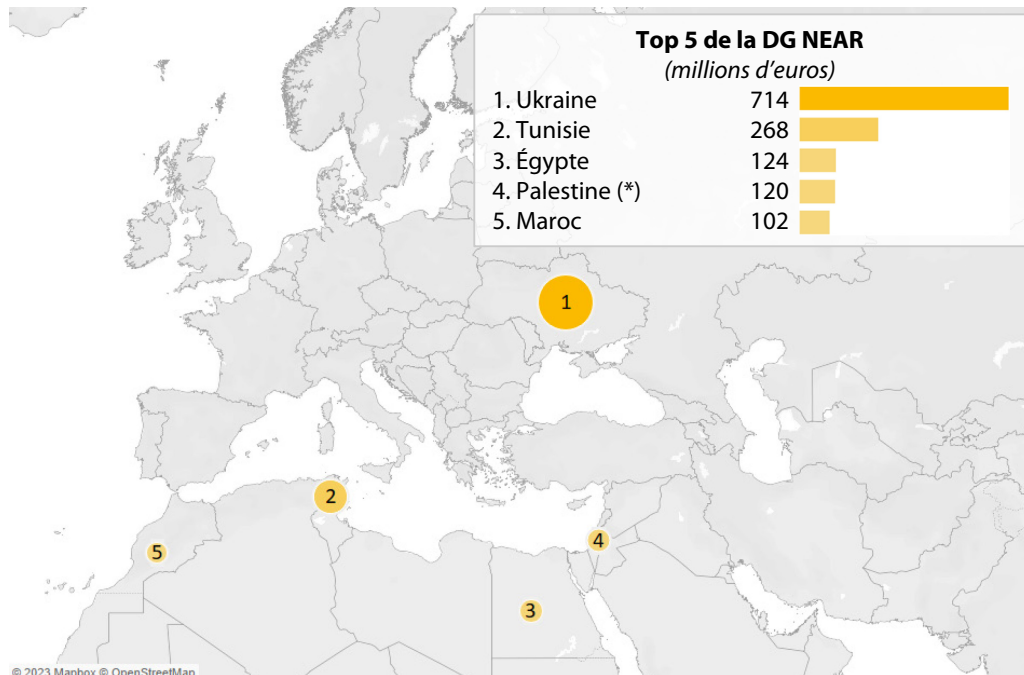 Top 5 de la DG NEAR
(millions d’euros)
1. Ukraine 714
2. Tunisie 268
3. Égypte 124
4. Palestine (*) 120
5. Maroc 102
1
2
4
5
3
© 2023 Mapbox © OpenStreetMap